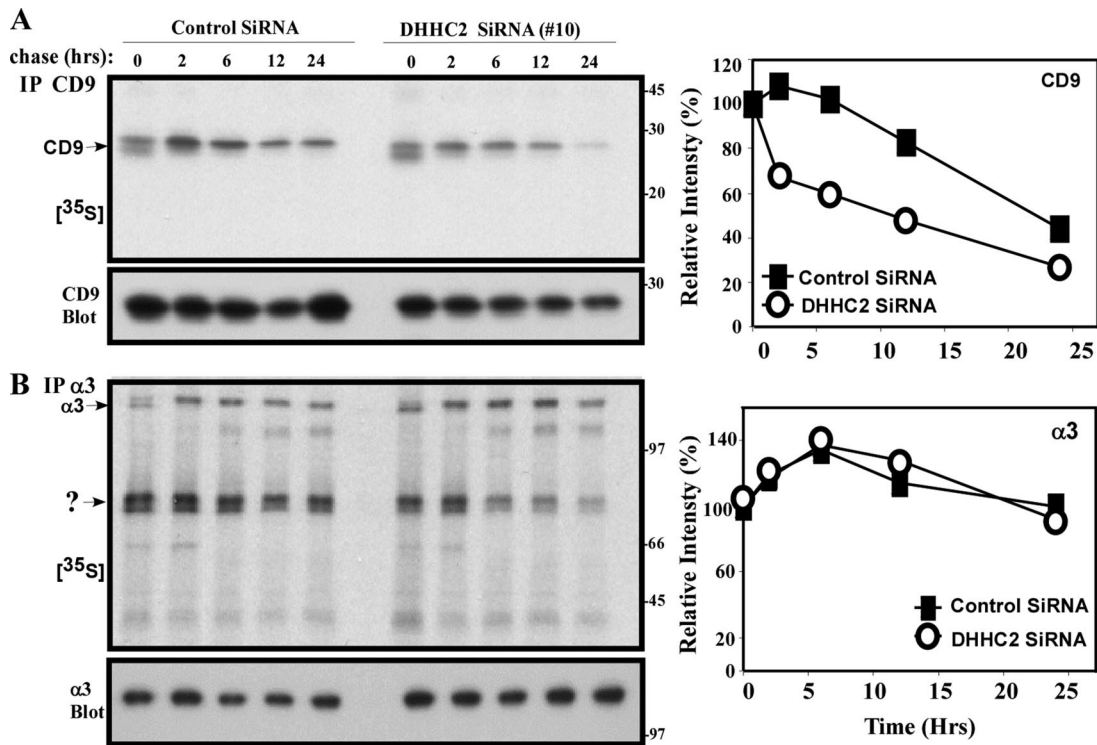 A
Control SiRNA
DHHC2 SiRNA (#10)
chase (hrs):
0 2 6 12 24
0 2 6 12 24
IP CD9
CD9
[35S]
-45
-30
-20
CD9
Blot
-30
Relative Intensty (%)
120
100
80
60
40
20
0
CD9
Control SiRNA
DHHC2 SiRNA
0 5 10 15 20 25
B
IP α3
α3
?
[35S]
-97
-66
-45
α3
Blot
-97
Relative Intensty (%)
140
100
60
20
0
α3
Control SiRNA
DHHC2 SiRNA
0 5 10 15 20 25
Time (Hrs)